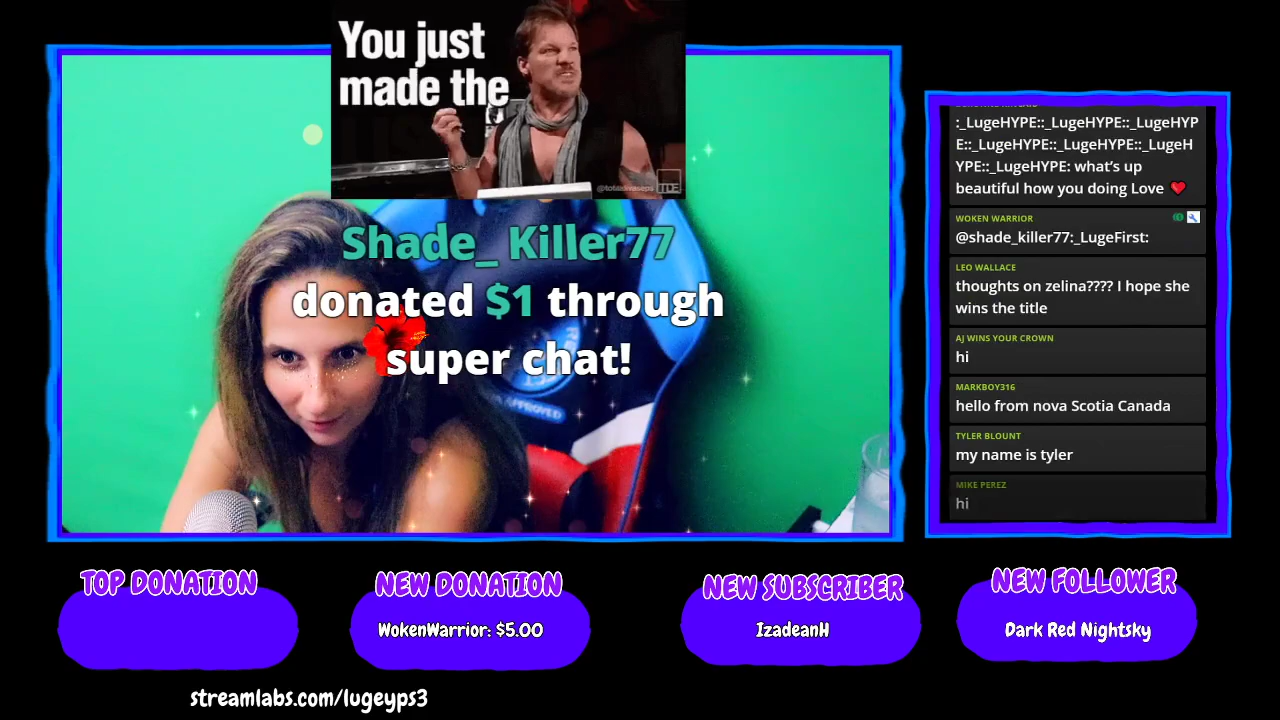 You just
made the
@totaldivaseps
Shade_ Killer77
donated $1 through
super chat!
APPROVED
:_LugeHYPE::_LugeHYPE::_LugeHYP
E::_LugeHYPE::_LugeHYPE::_LugeH
YPE::_LugeHYPE: what's up
beautiful how you doing Love ❤️
WOKEN WARRIOR
@shade_killer77:_LugeFirst:
LEO WALLACE
thoughts on zelina???? I hope she
wins the title
AJ WINS YOUR CROWN
hi
MARKBOY316
hello from nova Scotia Canada
TYLER BLOUNT
my name is tyler
MIKE PEREZ
hi
TOP DONATION
NEW DONATION
WokenWarrior: $5.00
NEW SUBSCRIBER
IzadeanH
NEW FOLLOWER
Dark Red Nightsky
streamlabs.com/lugeyps3